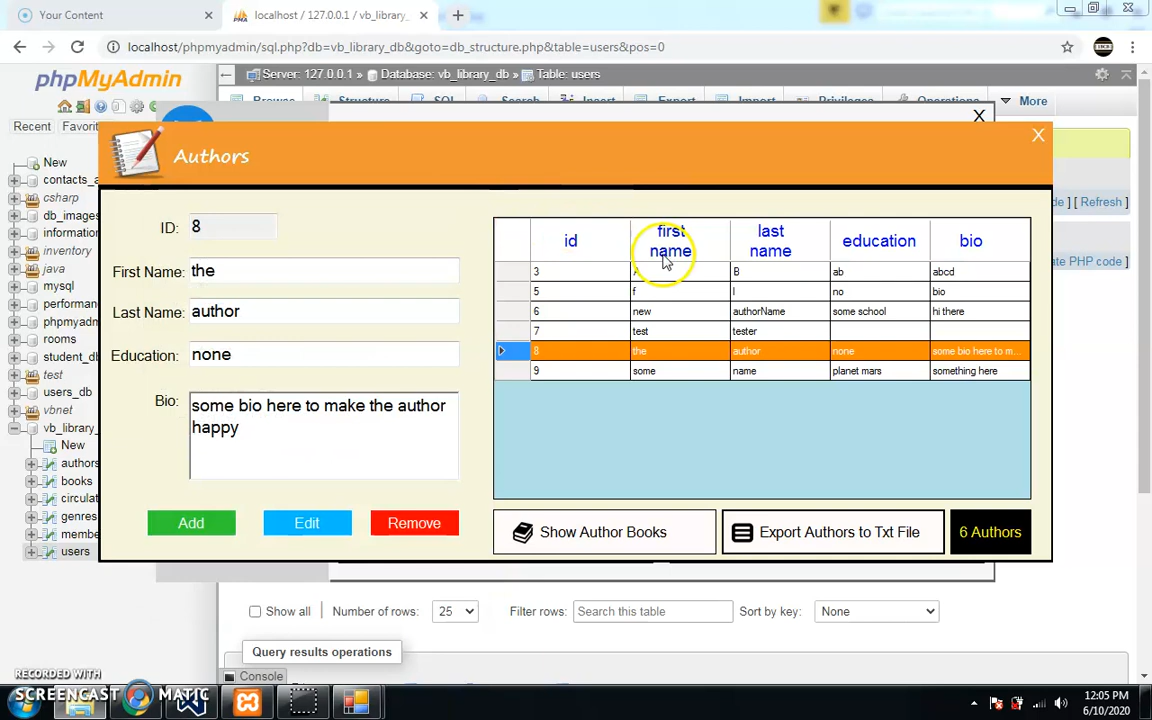 Your Content
localhost / 127.0.0.1 / vb_library_
localhost/phpmyadmin/sql.php?db=vb_library_db&goto=db_structure.php&table=users&pos=0
phpMyAdmin
Server: 127.0.0.1 » Database: vb_library_db » Table: users
Browse Structure SQL Search Insert Export Import Privileges Operations More
Recent Favorit
New
contacts_a
csharp
db_images
information
inventory
java
mysql
performanc
phpmyadm
rooms
student_db
test
users_db
vbnet
vb_library_
New
authors
books
circulat
genres
membe
users
X
Authors
X
ID: 8
First Name: the
Last Name: author
Education: none
Bio: some bio here to make the author
happy
Add Edit Remove
id first name last name education bio
3 A B ab abcd
5 f l no bio
6 new authorName some school hi there
7 test tester
8 the author none some bio here to m...
9 some name planet mars something here
Show Author Books
Export Authors to Txt File
6 Authors
de ] [ Refresh ]
ate PHP code ]
Show all Number of rows: 25 Filter rows: Search this table Sort by key: None
Query results operations
Console
RECORDED WITH
SCREENCAST MATIC
12:05 PM
6/10/2020